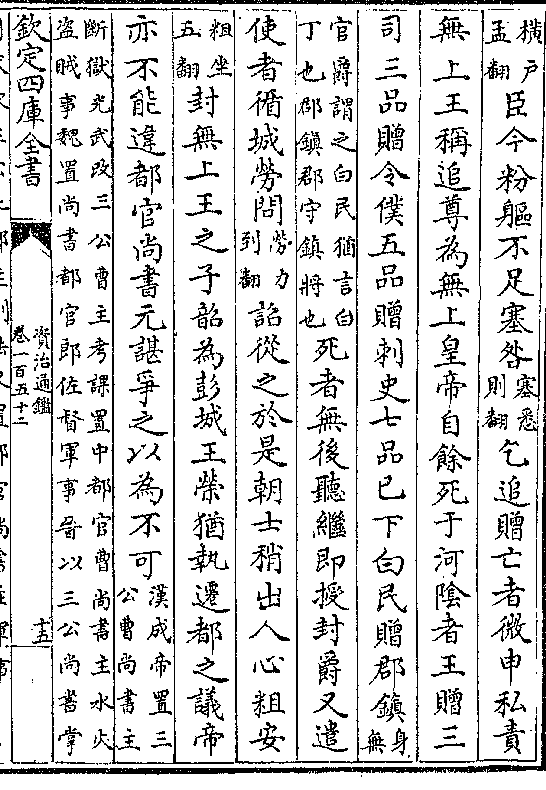 橫戶孟翻臣今粉軀不足塞咎塞悉則翻乞追贈亡者微申私責
無上王稱追尊為無上皇帝自餘死于河隂者王贈三
司三品贈令僕五品贈刺史七品已下白民贈郡鎮身無
官爵謂之白民猶言白丁也郡鎮郡守鎮將也死者無後聽繼即授封爵又遣
使者循城勞問勞力到翻詔從之於是朝士稍出人心粗安
粗坐五翻封無上王之子韶為彭城王榮猶執遷都之議帝
亦不能違都官尚書元諶爭之以為不可漢成帝置三公曹尚書主
斷獄光武改三公曹主考課置中都官曹尚書主水火盜賊事魏置尚書都官郎佐督軍事晉以三公尚書掌
欽定四庫全書
資治通鑑
卷一百五十二
十五